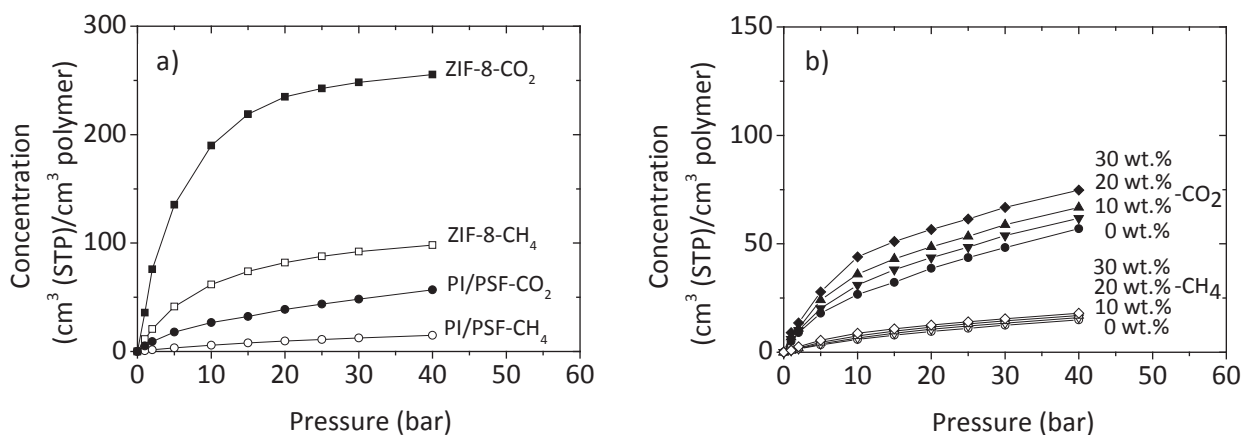 a)
300
200
100
0
Concentration
(cm³ (STP)/cm³ polymer)
ZIF-8-CO₂
ZIF-8-CH₄
PI/PSF-CO₂
PI/PSF-CH₄
0 10 20 30 40 50 60
Pressure (bar)
b)
150
75
50
0
Concentration
(cm³ (STP)/cm³ polymer)
30 wt.%
20 wt.%
10 wt.%
0 wt.%
-CO₂
30 wt.%
20 wt.%
10 wt.%
0 wt.%
-CH₄
0 10 20 30 40 50 60
Pressure (bar)